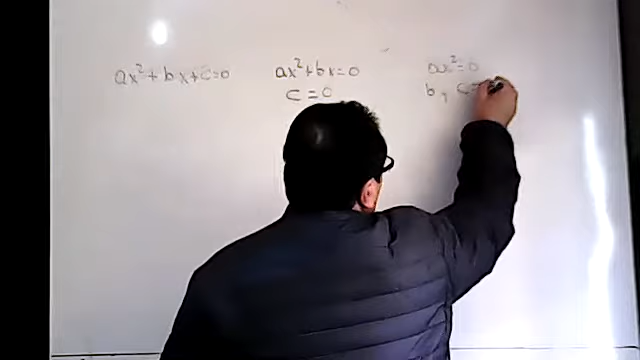 ax²+bx+c=0
ax²+bx=0
c=0
ax²=0
b, c=